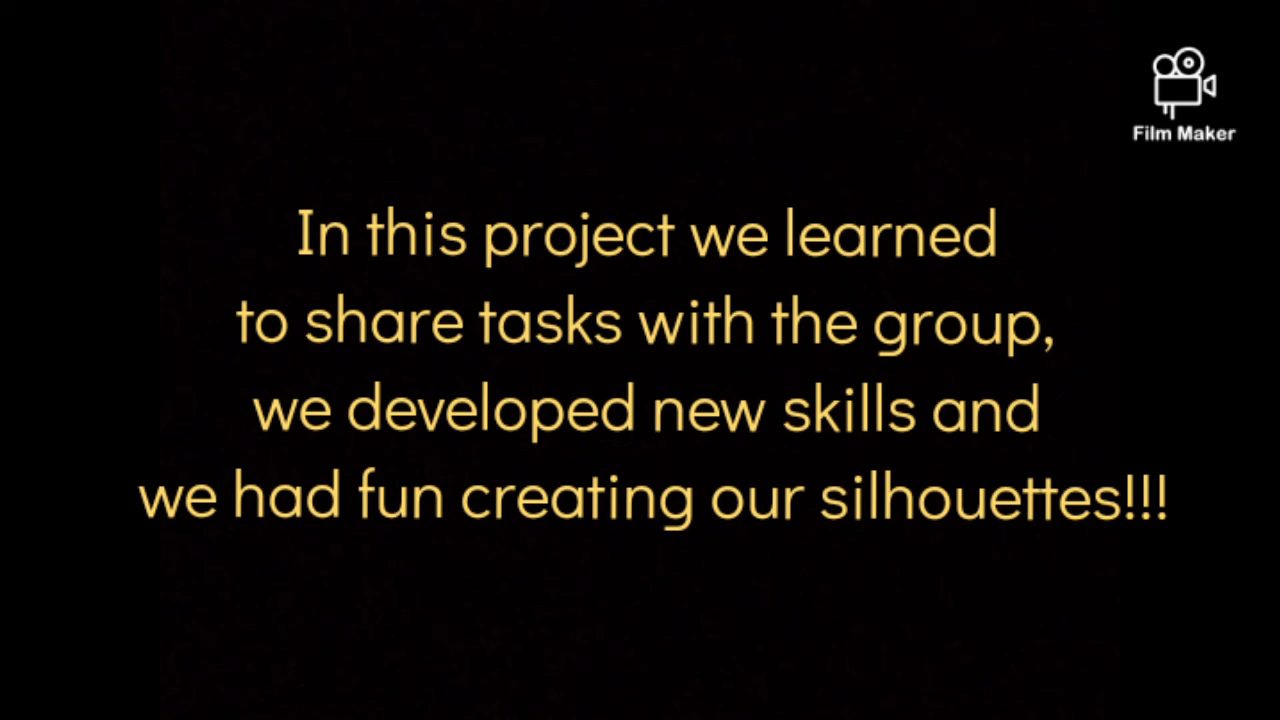 Film Maker
In this project we learned
to share tasks with the group,
we developed new skills and
we had fun creating our silhouettes!!!